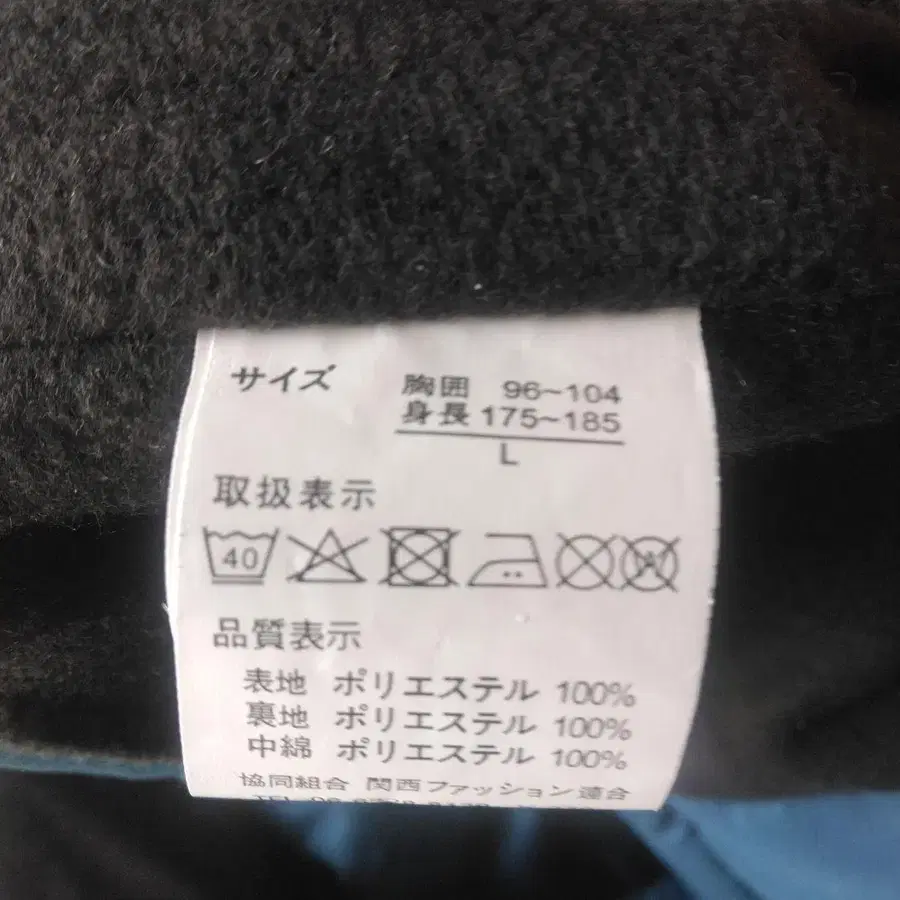 サイズ
胸囲 96~104
身長 175~185
L
取扱表示
40
A
品質表示
表地 ポリエステル 100%
裏地 ポリエステル 100%
中綿 ポリエステル 100%
協同組合 関西ファッション連合
TEL